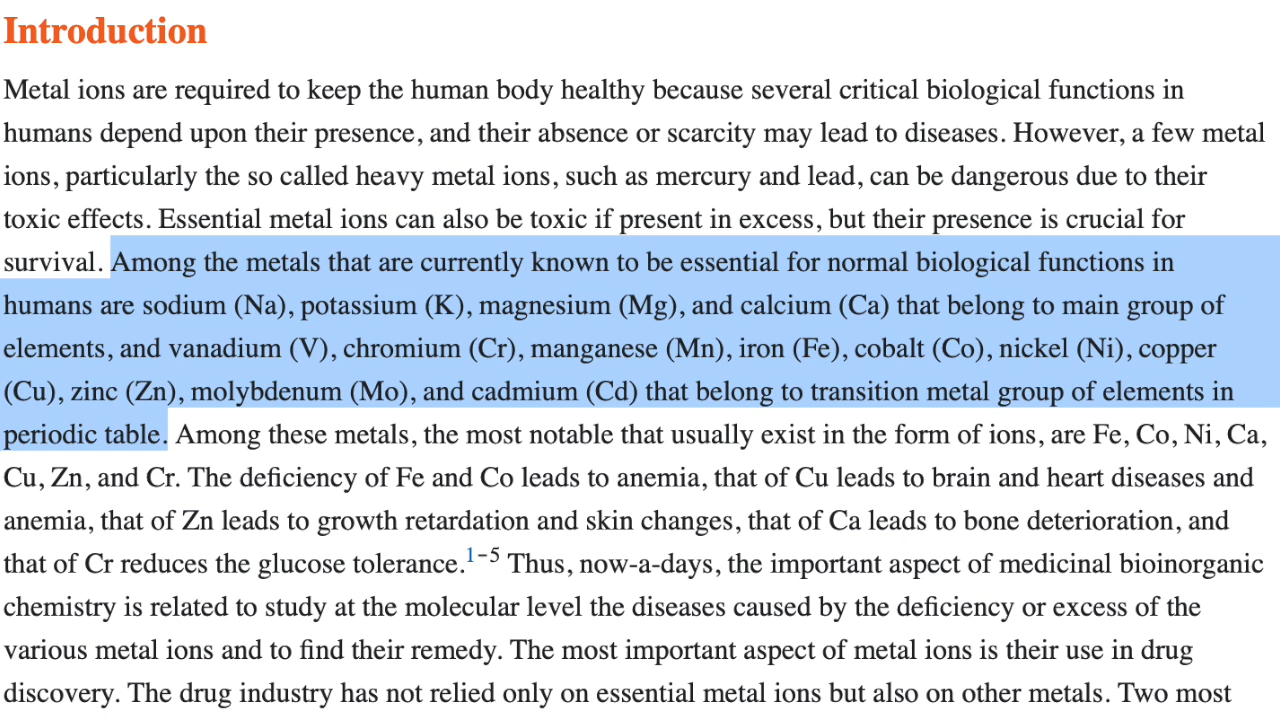 Introduction
Metal ions are required to keep the human body healthy because several critical biological functions in
humans depend upon their presence, and their absence or scarcity may lead to diseases. However, a few metal
ions, particularly the so called heavy metal ions, such as mercury and lead, can be dangerous due to their
toxic effects. Essential metal ions can also be toxic if present in excess, but their presence is crucial for
survival. Among the metals that are currently known to be essential for normal biological functions in
humans are sodium (Na), potassium (K), magnesium (Mg), and calcium (Ca) that belong to main group of
elements, and vanadium (V), chromium (Cr), manganese (Mn), iron (Fe), cobalt (Co), nickel (Ni), copper
(Cu), zinc (Zn), molybdenum (Mo), and cadmium (Cd) that belong to transition metal group of elements in
periodic table. Among these metals, the most notable that usually exist in the form of ions, are Fe, Co, Ni, Ca,
Cu, Zn, and Cr. The deficiency of Fe and Co leads to anemia, that of Cu leads to brain and heart diseases and
anemia, that of Zn leads to growth retardation and skin changes, that of Ca leads to bone deterioration, and
that of Cr reduces the glucose tolerance.1–5 Thus, now-a-days, the important aspect of medicinal bioinorganic
chemistry is related to study at the molecular level the diseases caused by the deficiency or excess of the
various metal ions and to find their remedy. The most important aspect of metal ions is their use in drug
discovery. The drug industry has not relied only on essential metal ions but also on other metals. Two most